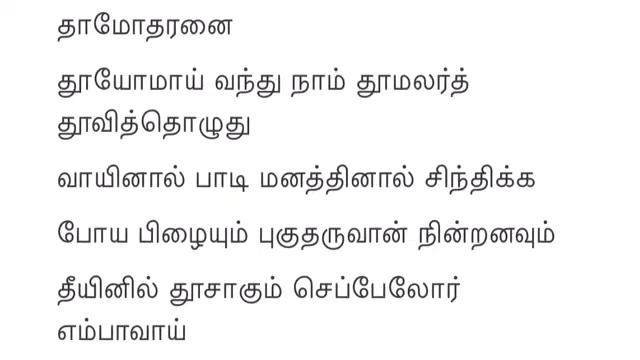 தாமோதரனை
தூயோமாய் வந்து நாம் தூமலர்த்
தூவித்தொழுது
வாயினால் பாடி மனத்தினால் சிந்திக்க
போய பிழையும் புகுதருவான் நின்றனவும்
தீயினில் தூசாகும் செப்பேலோர்
எம்பாவாய்